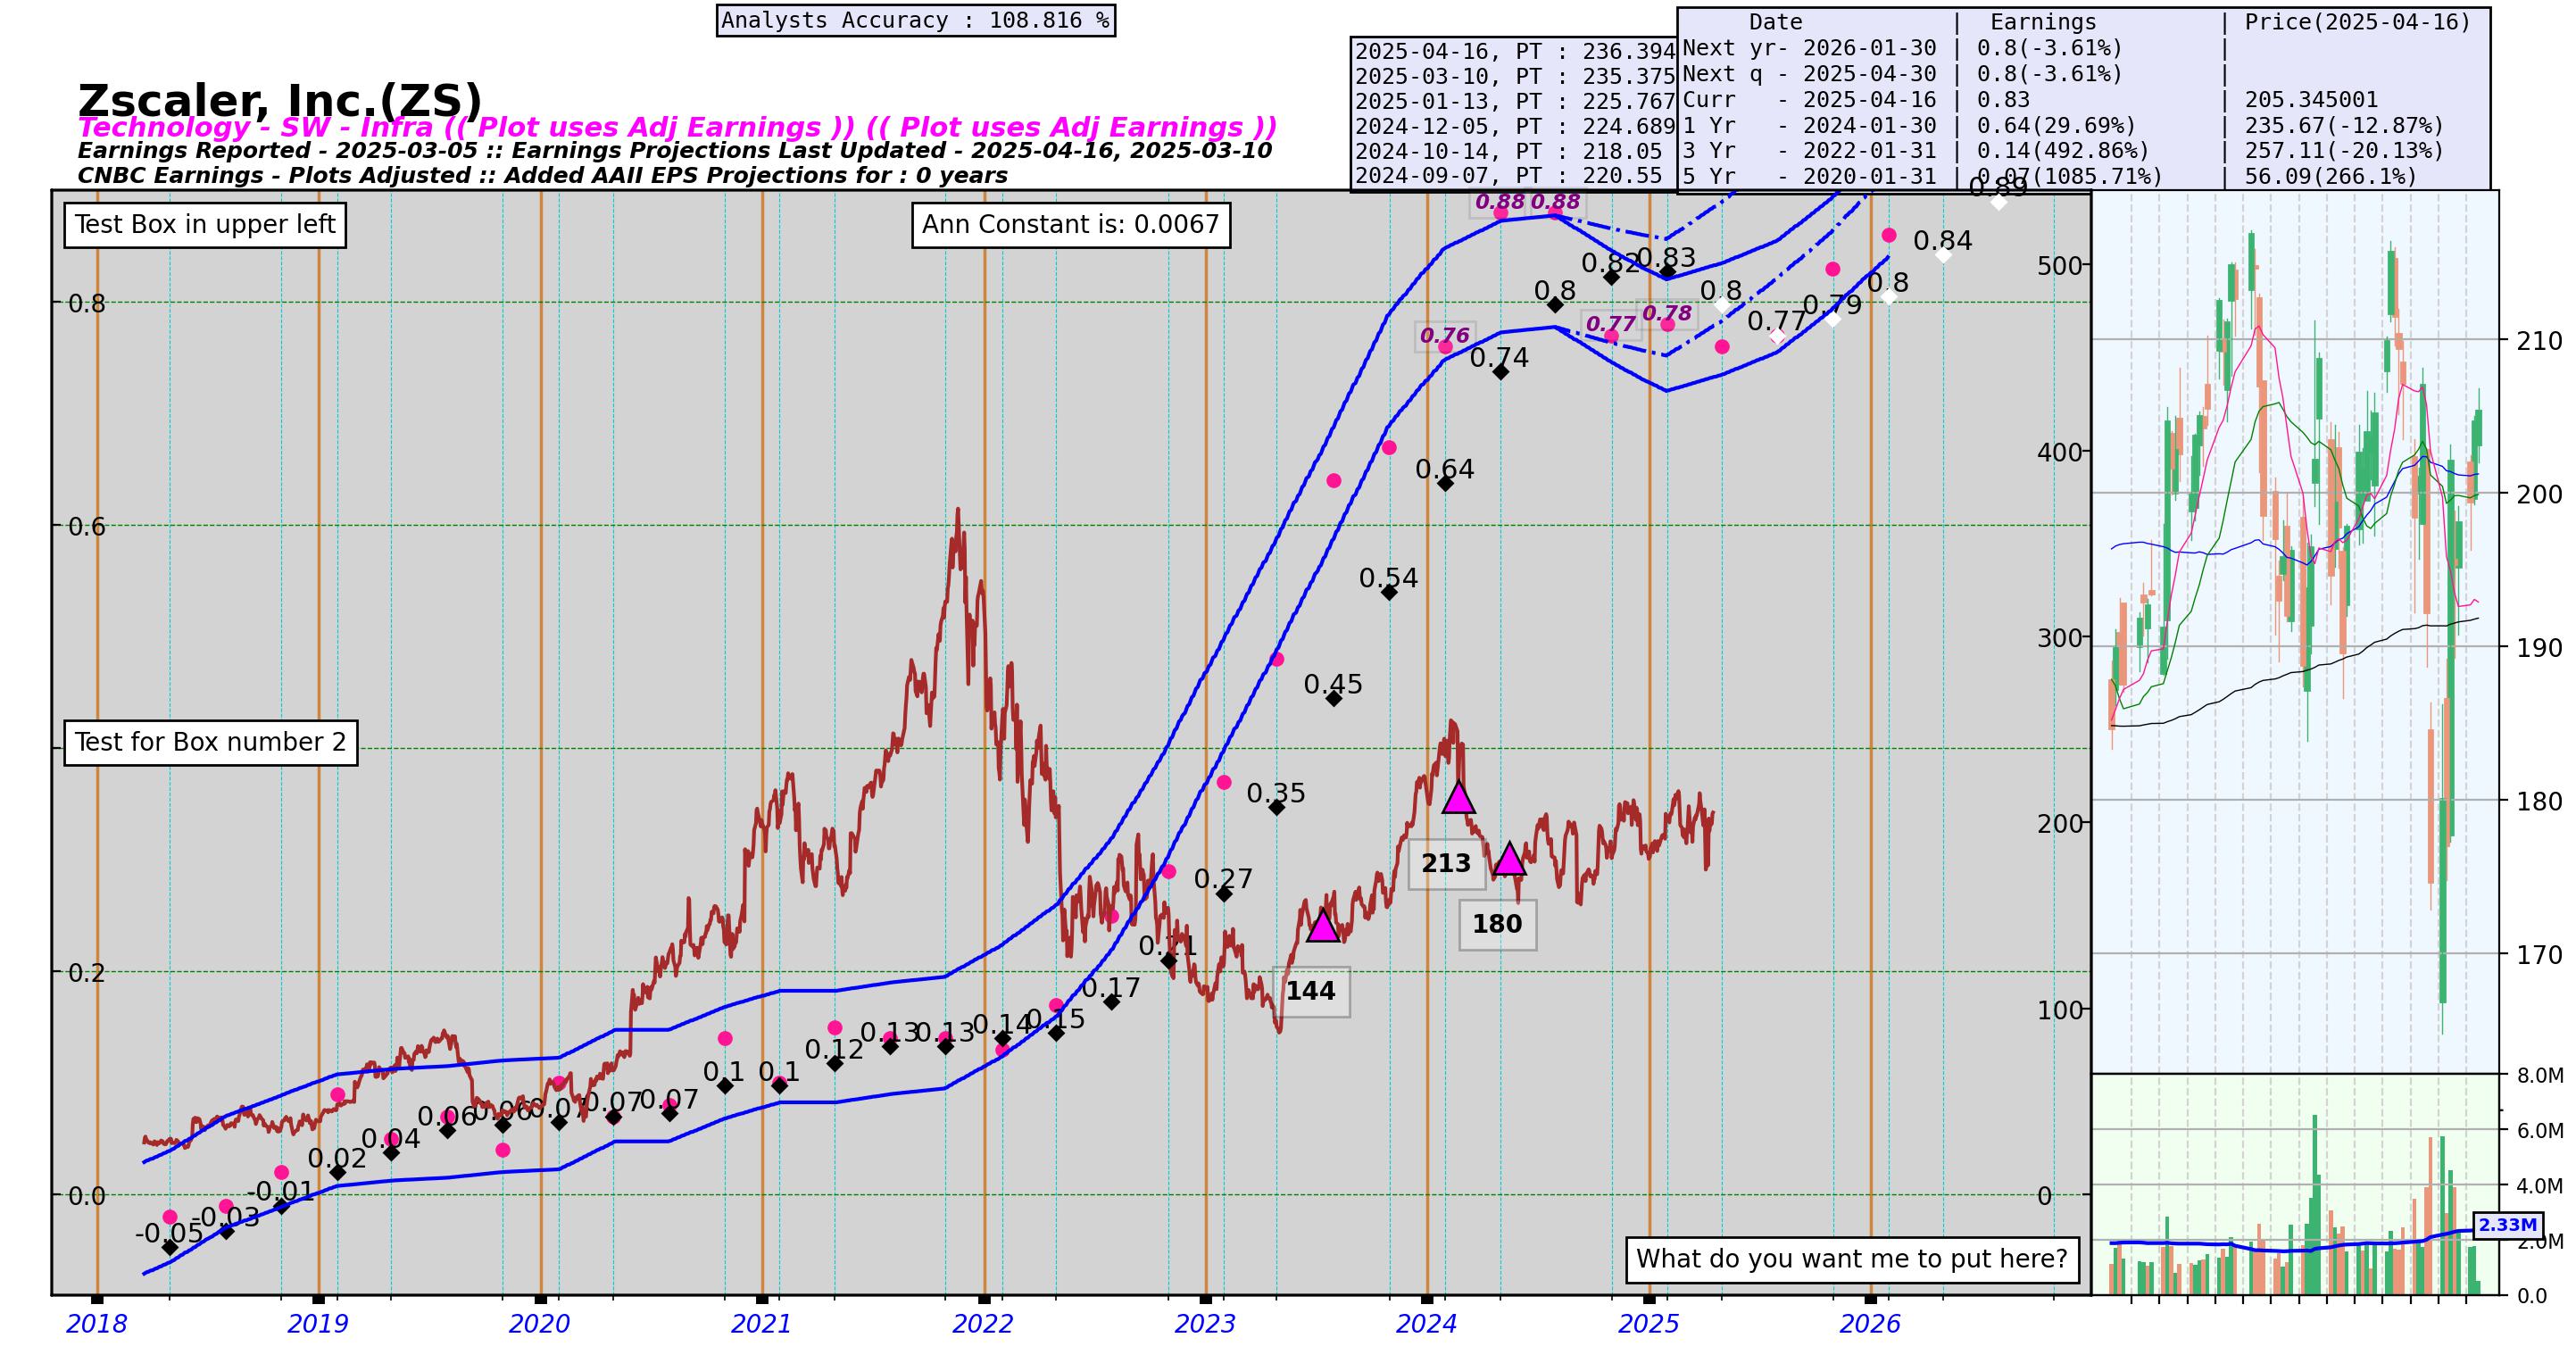 Analysts Accuracy : 108.816 %
Date | Earnings | Price(2025-04-16)
Next yr- 2026-01-30 | 0.8(-3.61%) |
Next q - 2025-04-30 | 0.8(-3.61%) |
Curr - 2025-04-16 | 0.83 | 205.345001
1 Yr - 2024-01-30 | 0.64(29.69%) | 235.67(-12.87%)
3 Yr - 2022-01-31 | 0.14(492.86%) | 257.11(-20.13%)
5 Yr - 2020-01-31 | 0.07(1085.71%) | 56.09(266.1%)
2025-04-16, PT : 236.394
2025-03-10, PT : 235.375
2025-01-13, PT : 225.767
2024-12-05, PT : 224.689
2024-10-14, PT : 218.05
2024-09-07, PT : 220.55
Zscaler, Inc.(ZS)
Technology - SW - Infra (( Plot uses Adj Earnings )) (( Plot uses Adj Earnings ))
Earnings Reported - 2025-03-05 :: Earnings Projections Last Updated - 2025-04-16, 2025-03-10
CNBC Earnings - Plots Adjusted :: Added AAII EPS Projections for : 0 years
Test Box in upper left
Ann Constant is: 0.0067
Test for Box number 2
What do you want me to put here?
0.8
0.6
0.2
0.0
-0.05
-0.03
-0.01
0.02
0.04
0.06
0.06
0.07
0.07
0.07
0.1
0.1
0.12
0.13
0.13
0.14
0.15
0.17
0.21
0.27
0.35
0.45
0.54
0.64
0.74
0.8
0.82
0.83
0.8
0.77
0.79
0.8
0.84
0.89
0.76
0.88
0.88
0.77
0.78
144
213
180
500
400
300
200
100
0
210
200
190
180
170
8.0M
6.0M
4.0M
2.33M
2.0M
0.0
2018
2019
2020
2021
2022
2023
2024
2025
2026